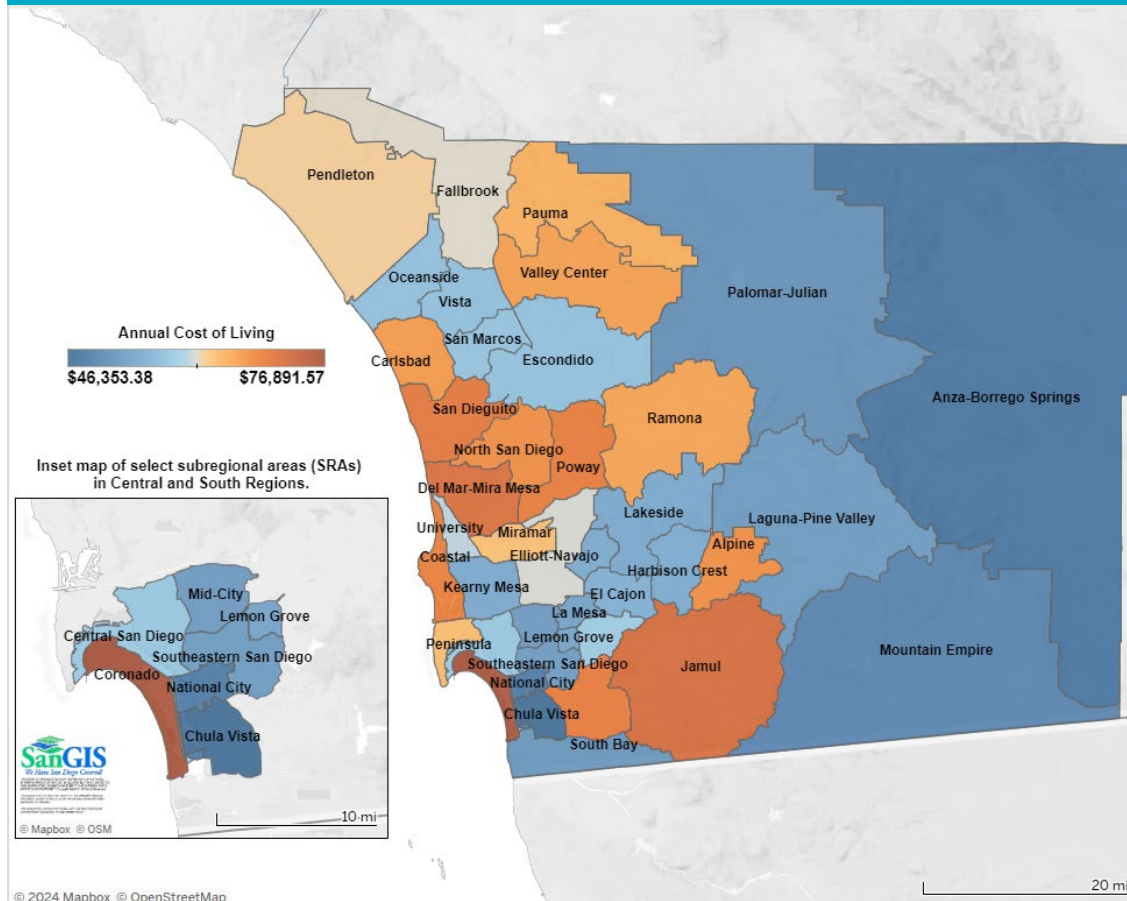 Pendleton
Fallbrook
Pauma
Valley Center
Oceanside
Vista
San Marcos
Escondido
Carlsbad
Palomar-Julian
Anza-Borrego Springs
Annual Cost of Living
$46,353.38 $76,891.57
San Dieguito
North San Diego
Poway
Ramona
Del Mar-Mira Mesa
University
Miramar
Coastal
Elliott-Navajo
Kearny Mesa
Lakeside
Laguna-Pine Valley
Alpine
Harbison Crest
El Cajon
La Mesa
Lemon Grove
Peninsula
Southeastern San Diego
National City
Chula Vista
South Bay
Jamul
Mountain Empire
Inset map of select subregional areas (SRAs)
in Central and South Regions.
Mid-City
Lemon Grove
Central San Diego
Southeastern San Diego
Coronado
National City
Chula Vista
SanGIS
We Have San Diego Covered!
10 mi
© Mapbox © OSM
20 mi
© 2024 Mapbox © OpenStreetMap